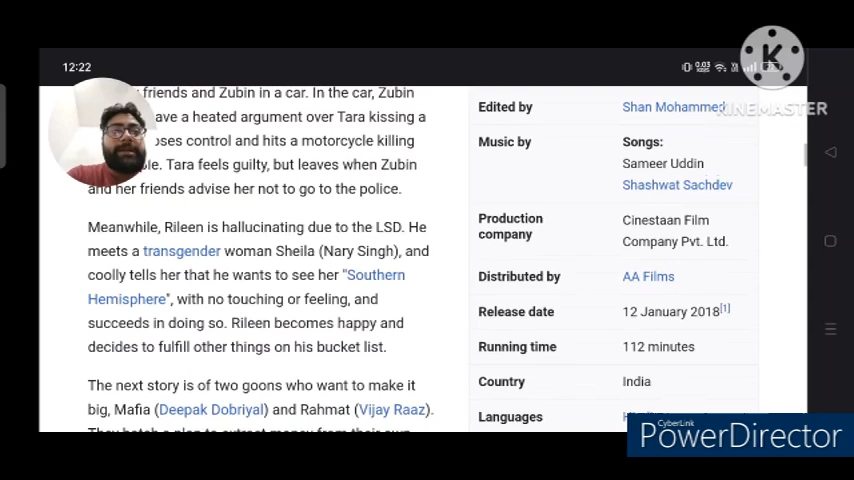 12:22
0.03
KINEMASTER
friends and Zubin in a car. In the car, Zubin
ave a heated argument over Tara kissing a
oses control and hits a motorcycle killing
le. Tara feels guilty, but leaves when Zubin
and her friends advise her not to go to the police.
Meanwhile, Rileen is hallucinating due to the LSD. He
meets a transgender woman Sheila (Nary Singh), and
coolly tells her that he wants to see her "Southern
Hemisphere", with no touching or feeling, and
succeeds in doing so. Rileen becomes happy and
decides to fulfill other things on his bucket list.
The next story is of two goons who want to make it
big, Mafia (Deepak Dobriyal) and Rahmat (Vijay Raaz).
Edited by Shan Mohammed
Music by Songs:
Sameer Uddin
Shashwat Sachdev
Production
company
Cinestaan Film
Company Pvt. Ltd.
Distributed by AA Films
Release date 12 January 2018[1]
Running time 112 minutes
Country India
Languages
CyberLink
PowerDirector